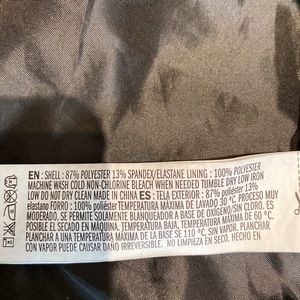 EN : SHELL : 87% POLYESTER 13% SPANDEX/ELASTANE LINING : 100% POLYESTER
MACHINE WASH COLD NON-CHLORINE BLEACH WHEN NEEDED TUMBLE DRY LOW IRON
LOW DO NOT DRY CLEAN MADE IN CHINA ES : TELA EXTERIOR : 87% poliéster 13%
elastano FORRO : 100% poliéster TEMPERATURA MÁXIMA DE LAVADO 30 °C. PROCESO MUY
MODERADO. SE PERMITE SOLAMENTE BLANQUEADOR A BASE DE OXÍGENO/SIN CLORO. ES
POSIBLE EL SECADO EN MÁQUINA. TEMPERATURA BAJA, TEMPERATURA MÁXIMA DE 60 °C.
PLANCHAR A UNA TEMPERATURA MÁXIMA DE LA BASE DE 110 °C, SIN VAPOR. PLANCHAR
CON VAPOR PUEDE CAUSAR DAÑO IRREVERSIBLE. NO LIMPIEZA EN SECO. HECHO EN